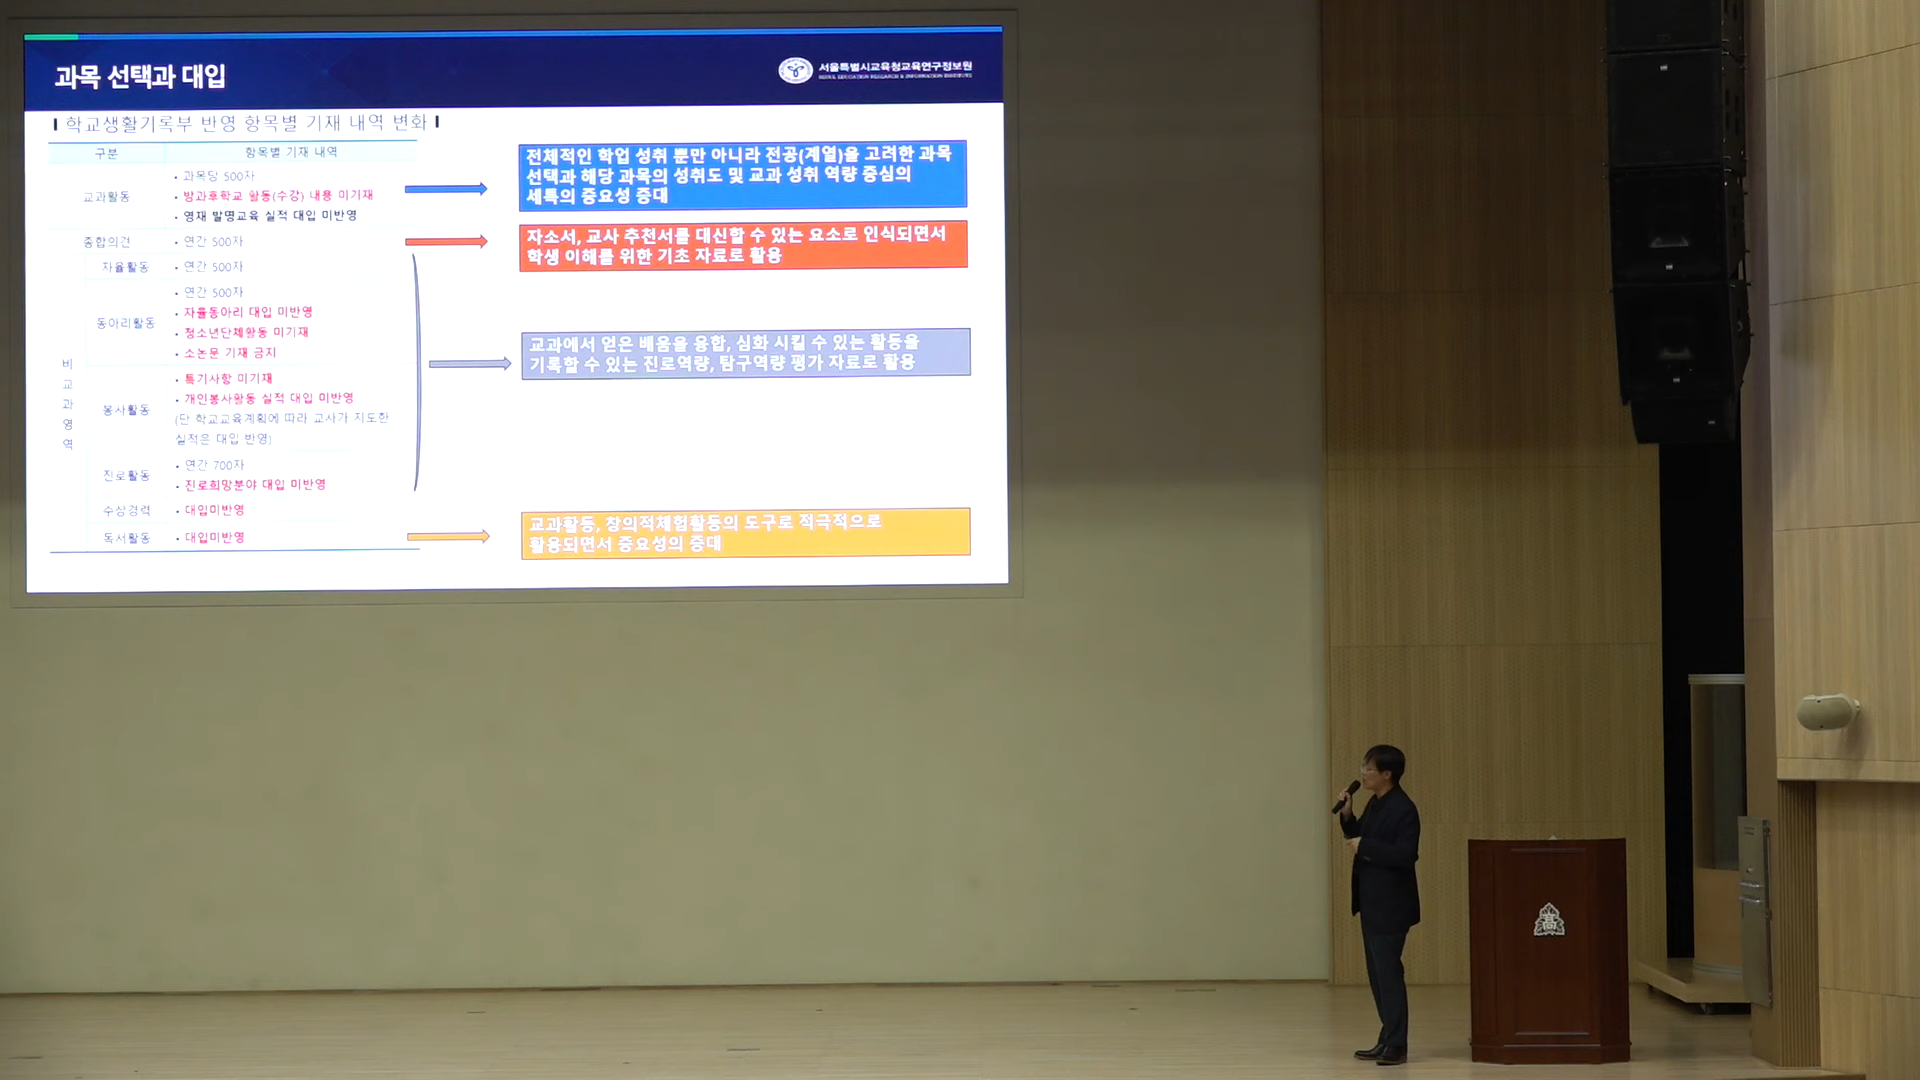 과목 선택과 대입
서울특별시교육청교육연구정보원
SEOUL EDUCATION RESEARCH & INFORMATION INSTITUTE
학교생활기록부 반영 항목별 기재 내역 변화
구분
항목별 기재 내역
교과활동
• 과목당 500자
• 방과후학교 활동(수강) 내용 미기재
• 영재 발명교육 실적 대입 미반영
종합의견
• 연간 500자
비교과영역
자율활동
• 연간 500자
동아리활동
• 연간 500자
• 자율동아리 대입 미반영
• 청소년단체활동 미기재
• 소논문 기재 금지
봉사활동
• 특기사항 미기재
• 개인봉사활동 실적 대입 미반영
(단 학교교육계획에 따라 교사가 지도한
실적은 대입 반영)
진로활동
• 연간 700자
• 진로희망분야 대입 미반영
수상경력
• 대입미반영
독서활동
• 대입미반영
전체적인 학업 성취 뿐만 아니라 전공(계열)을 고려한 과목
선택과 해당 과목의 성취도 및 교과 성취 역량 중심의
세특의 중요성 증대
자소서, 교사 추천서를 대신할 수 있는 요소로 인식되면서
학생 이해를 위한 기초 자료로 활용
교과에서 얻은 배움을 융합, 심화 시킬 수 있는 활동을
기록할 수 있는 진로역량, 탐구역량 평가 자료로 활용
교과활동, 창의적체험활동의 도구로 적극적으로
활용되면서 중요성의 증대
高